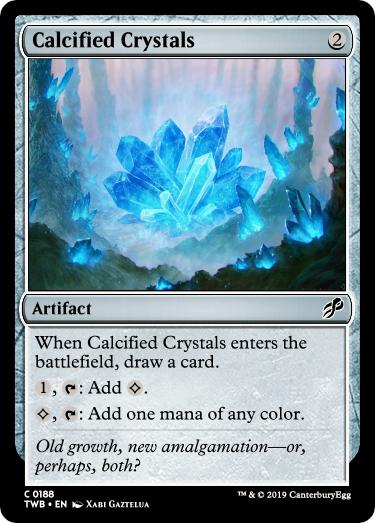 Calcified Crystals 2
Artifact
When Calcified Crystals enters the
battlefield, draw a card.
1, : Add .
, : Add one mana of any color.
Old growth, new amalgamation—or,
perhaps, both?
C 0188
TWB • EN Xabi Gaztelua
™ & © 2019 CanterburyEgg